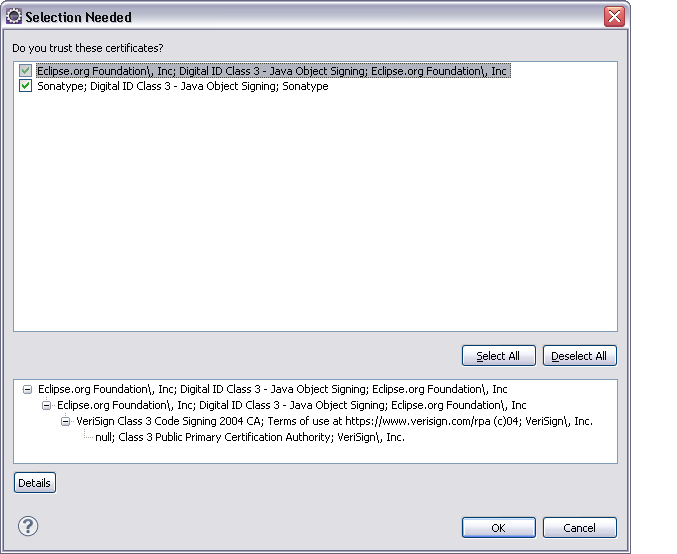 Selection Needed
Do you trust these certificates?
Eclipse.org Foundation\, Inc; Digital ID Class 3 - Java Object Signing; Eclipse.org Foundation\, Inc
Sonatype; Digital ID Class 3 - Java Object Signing; Sonatype
Select All
Deselect All
Eclipse.org Foundation\, Inc; Digital ID Class 3 - Java Object Signing; Eclipse.org Foundation\, Inc
Eclipse.org Foundation\, Inc; Digital ID Class 3 - Java Object Signing; Eclipse.org Foundation\, Inc
VeriSign Class 3 Code Signing 2004 CA; Terms of use at https://www.verisign.com/rpa (c)04; VeriSign\, Inc.
null; Class 3 Public Primary Certification Authority; VeriSign\, Inc.
Details
?
OK
Cancel